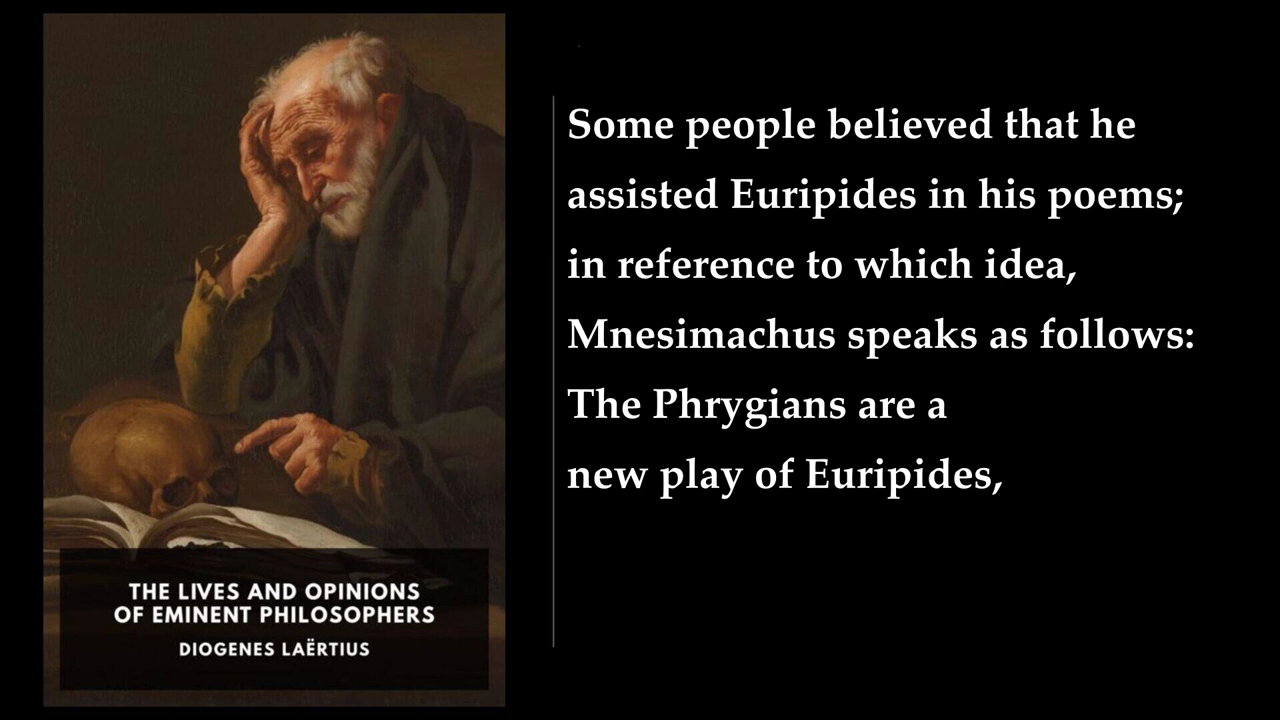 Some people believed that he
assisted Euripides in his poems;
in reference to which idea,
Mnesimachus speaks as follows:
The Phrygians are a
new play of Euripides,
THE LIVES AND OPINIONS
OF EMINENT PHILOSOPHERS
DIOGENES LAËRTIUS